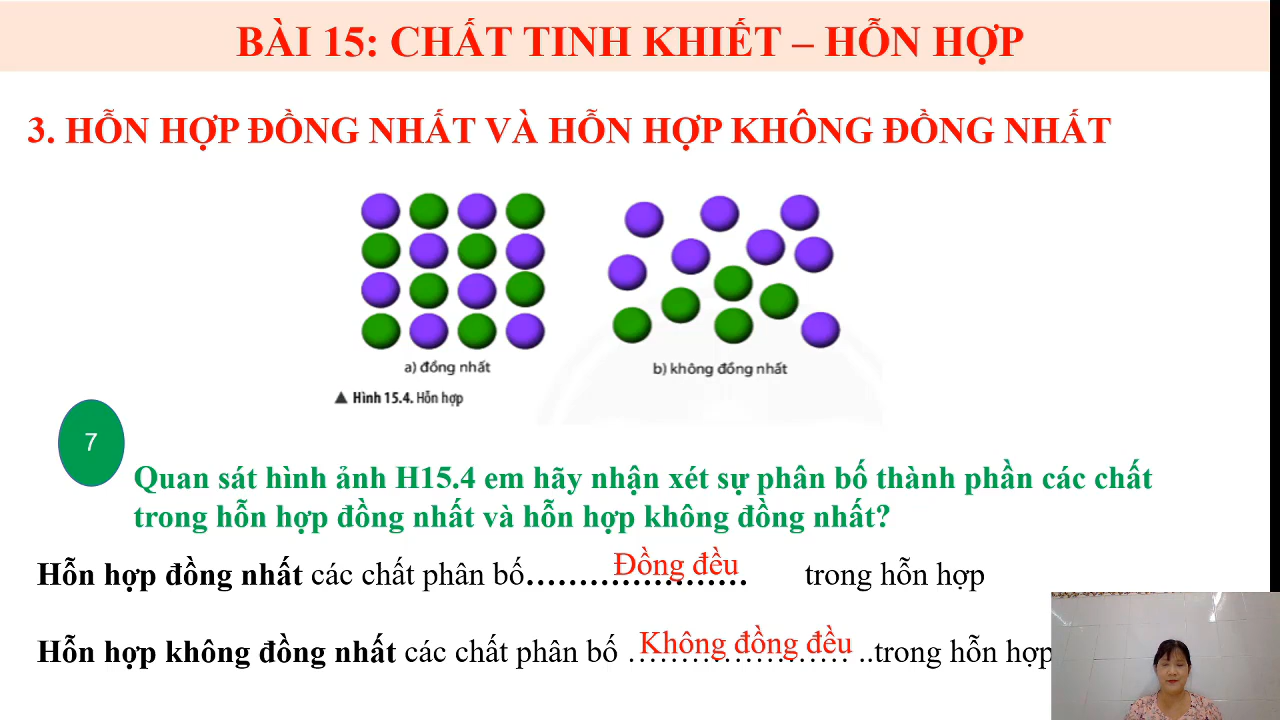 BÀI 15: CHẤT TINH KHIẾT – HỖN HỢP
3. HỖN HỢP ĐỒNG NHẤT VÀ HỖN HỢP KHÔNG ĐỒNG NHẤT
a) đồng nhất
b) không đồng nhất
▲ Hình 15.4. Hỗn hợp
7
Quan sát hình ảnh H15.4 em hãy nhận xét sự phân bố thành phần các chất
trong hỗn hợp đồng nhất và hỗn hợp không đồng nhất?
Hỗn hợp đồng nhất các chất phân bố.....Đồng đều..... trong hỗn hợp
Hỗn hợp không đồng nhất các chất phân bố .....Không đồng đều.....trong hỗn hợp